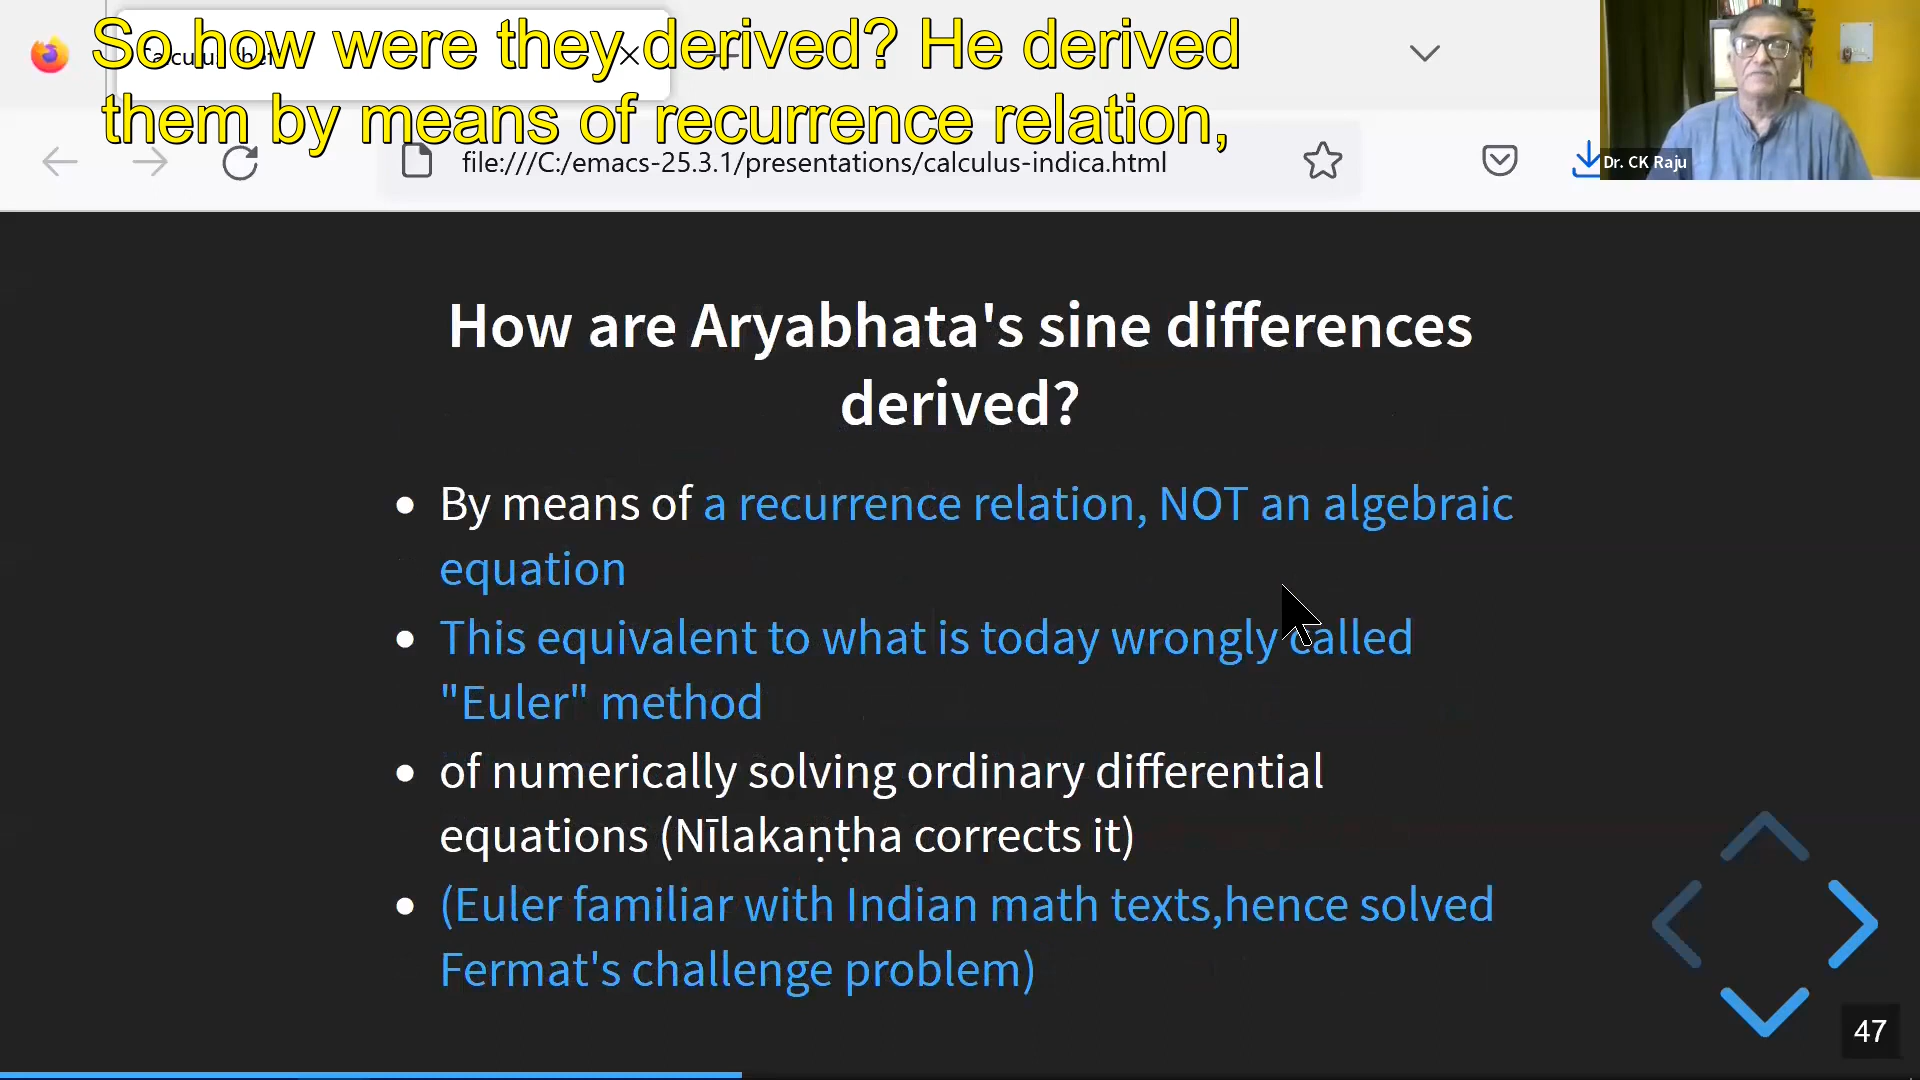 So how were they derived? He derived
them by means of recurrence relation,
file:///C:/emacs-25.3.1/presentations/calculus-indica.html
Dr. CK Raju
How are Aryabhata's sine differences
derived?
By means of a recurrence relation, NOT an algebraic
equation
This equivalent to what is today wrongly called
"Euler" method
of numerically solving ordinary differential
equations (Nīlakaṇṭha corrects it)
(Euler familiar with Indian math texts,hence solved
Fermat's challenge problem)
47